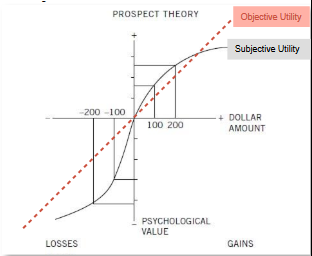 PROSPECT THEORY
Objective Utility
Subjective Utility
+
-200 -100
- + DOLLAR
100 200 AMOUNT
- PSYCHOLOGICAL
VALUE
LOSSES GAINS